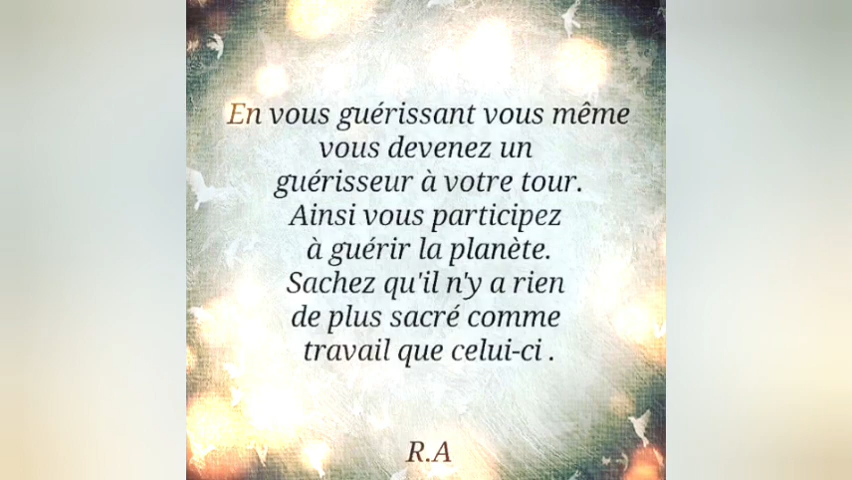 En vous guérissant vous même
vous devenez un
guérisseur à votre tour.
Ainsi vous participez
à guérir la planète.
Sachez qu'il n'y a rien
de plus sacré comme
travail que celui-ci .
R.A